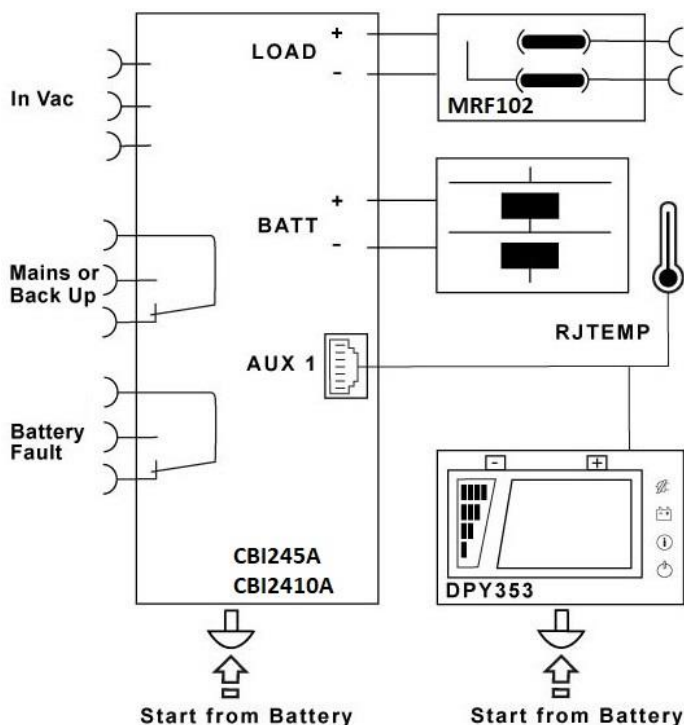 LOAD
+
-
MRF102
In Vac
BATT
+
-
Mains or
Back Up
RJTEMP
AUX 1
Battery
Fault
- +
CBI245A
CBI2410A
DPY353
Start from Battery
Start from Battery